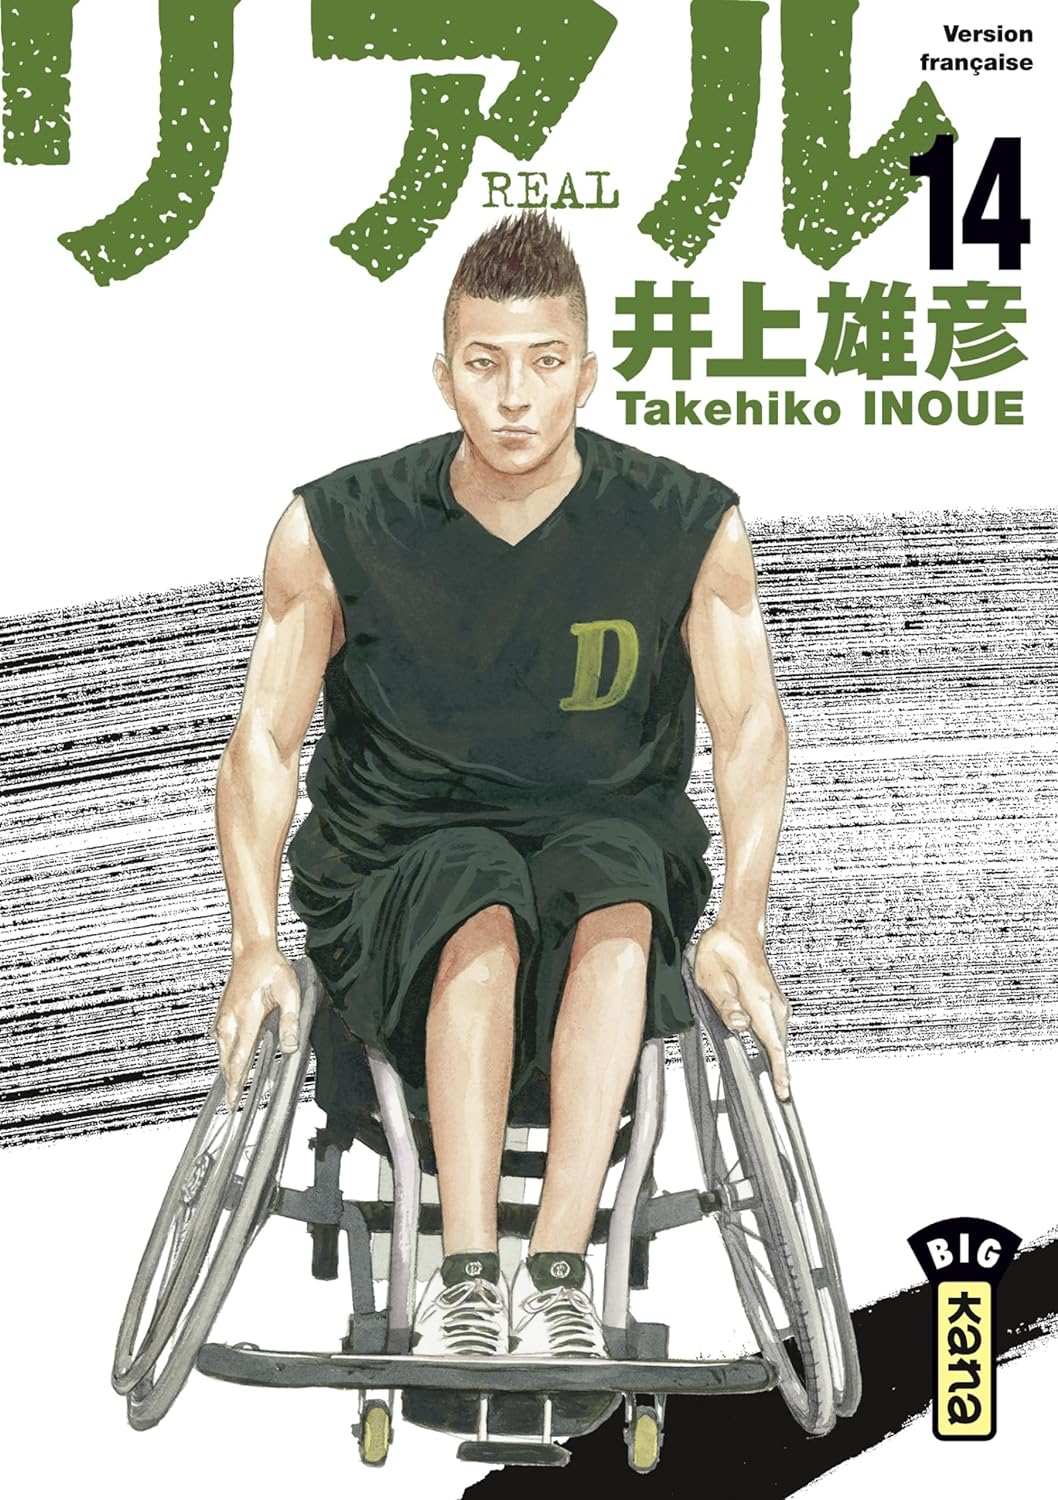 リアル
Version
française
REAL
14
井上雄彦
Takehiko INOUE
D
BIG
kana